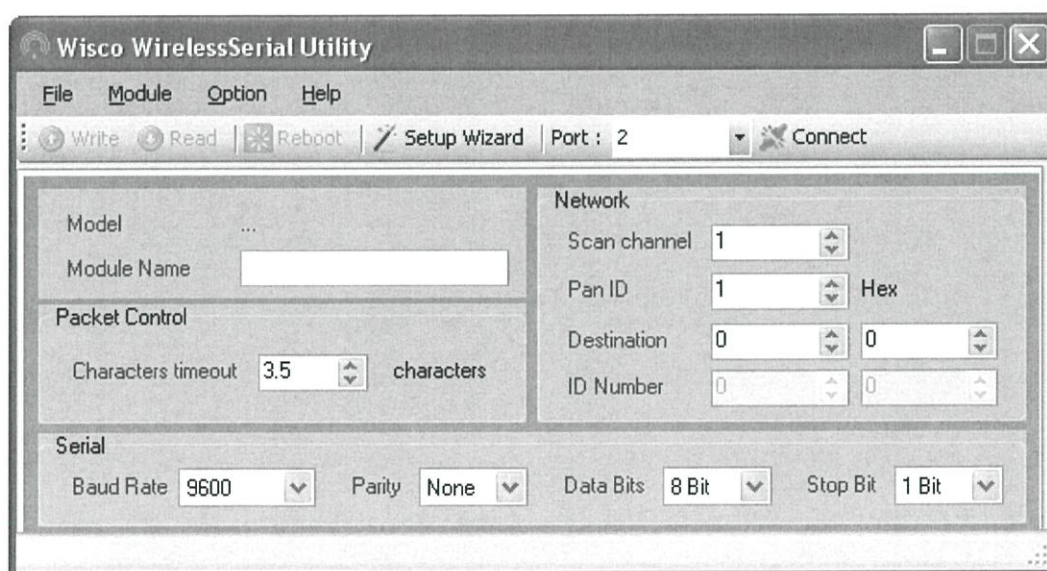 Wisco WirelessSerial Utility
File Module Option Help
Write Read Reboot Setup Wizard Port : 2 Connect
Model ...
Module Name
Packet Control
Characters timeout 3.5 characters
Network
Scan channel 1
Pan ID 1 Hex
Destination 0 0
ID Number 0 0
Serial
Baud Rate 9600 Parity None Data Bits 8 Bit Stop Bit 1 Bit